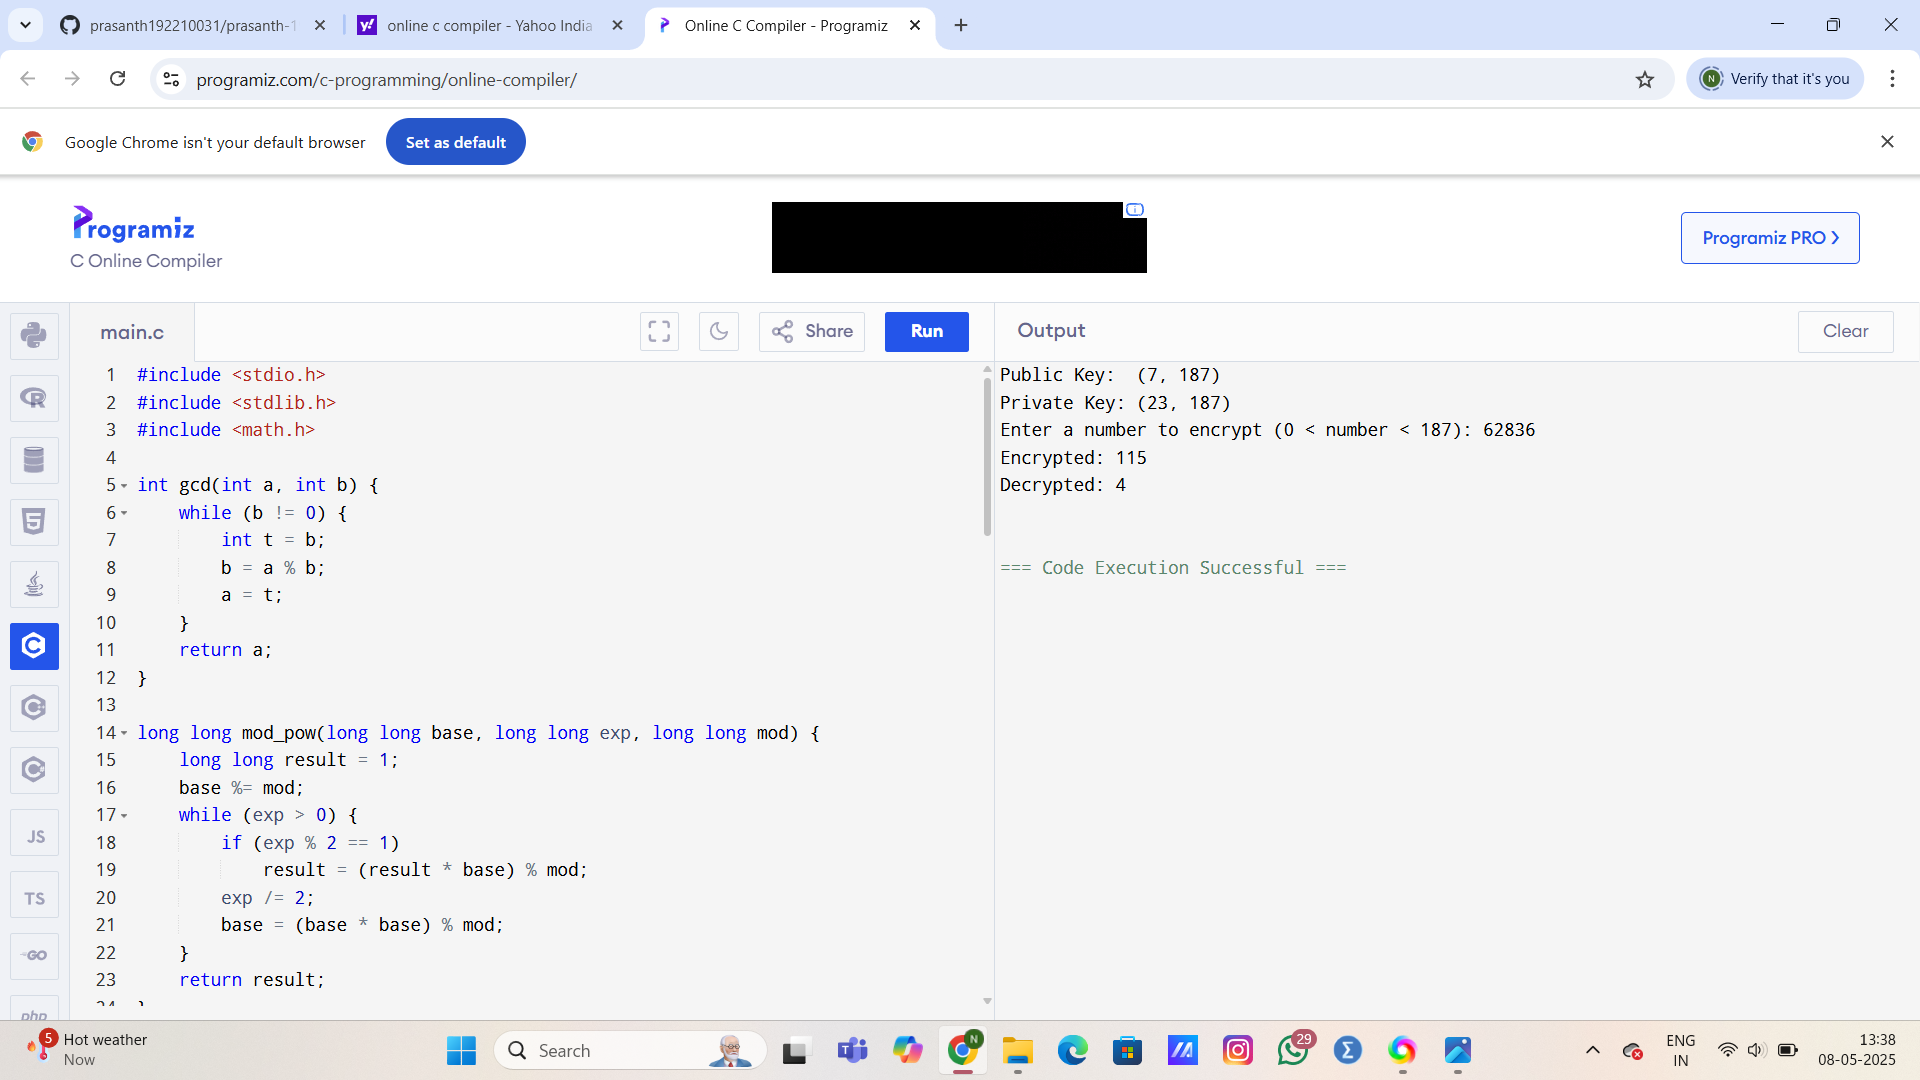 prasanth192210031/prasanth-1
online c compiler - Yahoo India
Online C Compiler - Programiz
programiz.com/c-programming/online-compiler/
N
Verify that it's you
Google Chrome isn't your default browser
Set as default
Programiz
C Online Compiler
Programiz PRO
main.c
Share
Run
Output
Clear
1 #include <stdio.h>
2 #include <stdlib.h>
3 #include <math.h>
4
5 int gcd(int a, int b) {
6 while (b != 0) {
7 int t = b;
8 b = a % b;
9 a = t;
10 }
11 return a;
12 }
13
14 long long mod_pow(long long base, long long exp, long long mod) {
15 long long result = 1;
16 base %= mod;
17 while (exp > 0) {
18 if (exp % 2 == 1)
19 result = (result * base) % mod;
20 exp /= 2;
21 base = (base * base) % mod;
22 }
23 return result;
24 }
Public Key:  (7, 187)
Private Key: (23, 187)
Enter a number to encrypt (0 < number < 187): 62836
Encrypted: 115
Decrypted: 4
=== Code Execution Successful ===
R
5
JS
TS
GO
php
5
Hot weather
Now
Search
N
29
ENG
IN
13:38
08-05-2025